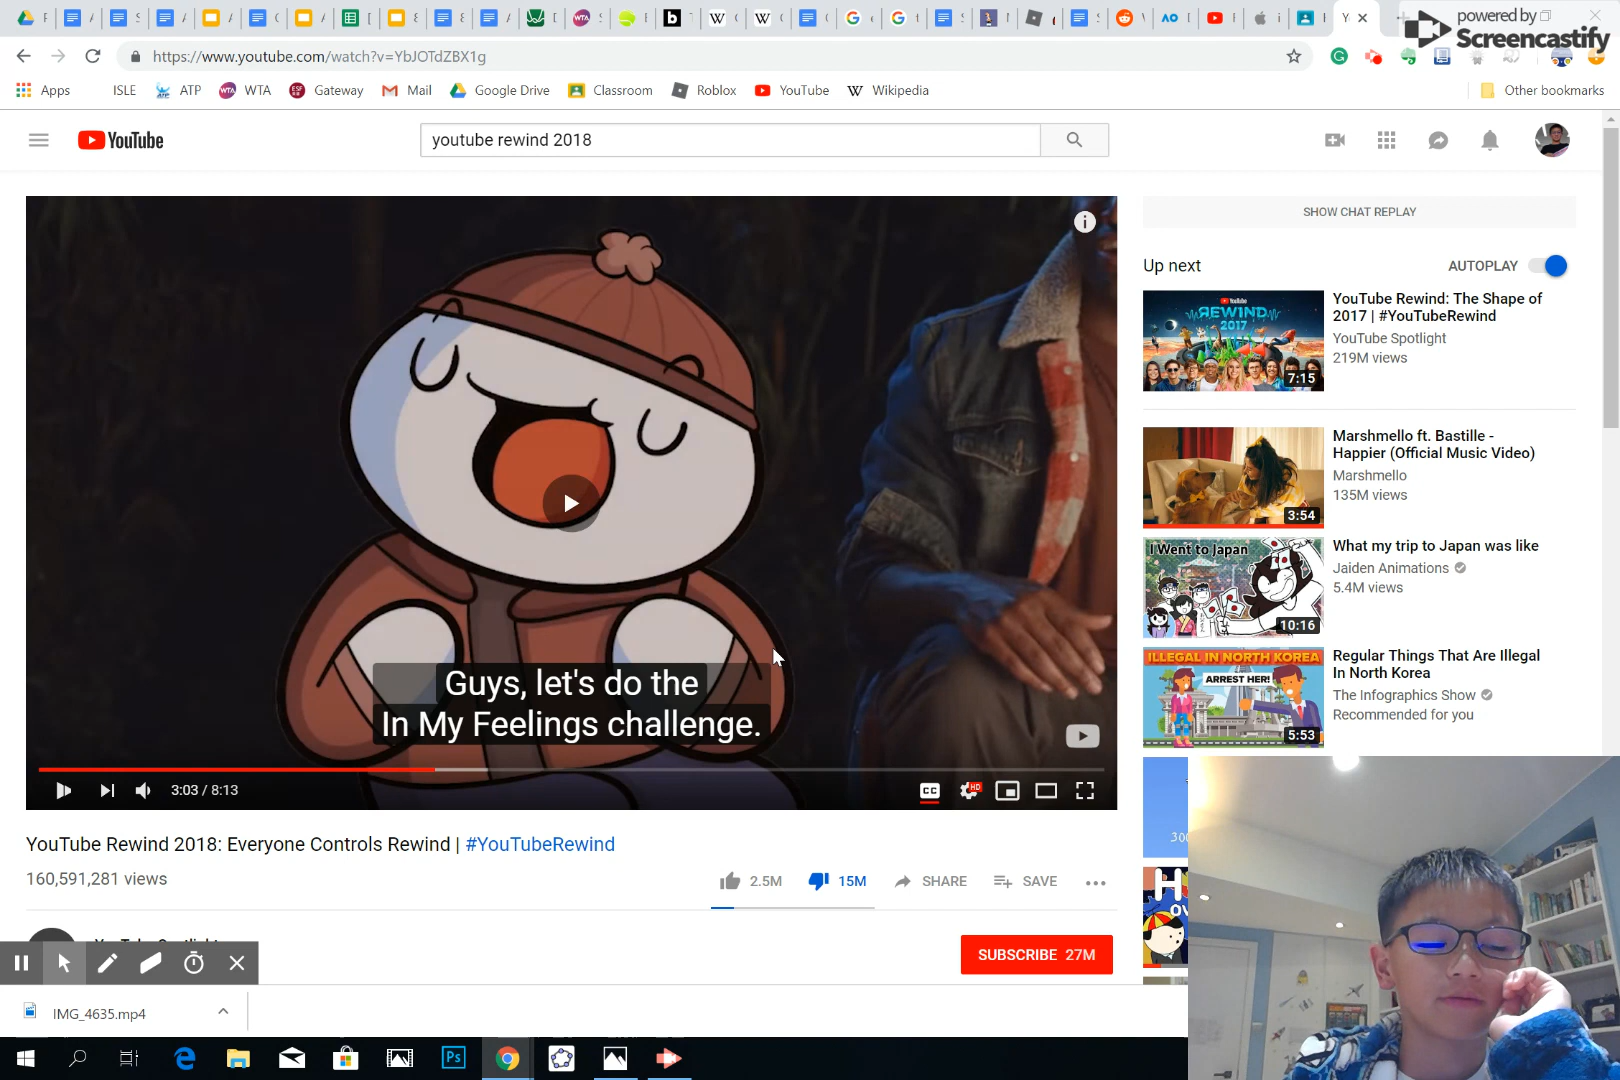 powered by
Screencastify
https://www.youtube.com/watch?v=YbJOTdZBX1g
Apps
ISLE
ATP
WTA
Gateway
Mail
Google Drive
Classroom
Roblox
YouTube
Wikipedia
Other bookmarks
YouTube
youtube rewind 2018
SHOW CHAT REPLAY
Up next
AUTOPLAY
YouTube
REWIND
2017
7:15
YouTube Rewind: The Shape of
2017 | #YouTubeRewind
YouTube Spotlight
219M views
3:54
Marshmello ft. Bastille -
Happier (Official Music Video)
Marshmello
135M views
I Went to Japan
10:16
What my trip to Japan was like
Jaiden Animations
5.4M views
ILLEGAL IN NORTH KOREA
ARREST HER!
5:53
Regular Things That Are Illegal
In North Korea
The Infographics Show
Recommended for you
Guys, let's do the
In My Feelings challenge.
3:03 / 8:13
CC
HD
YouTube Rewind 2018: Everyone Controls Rewind | #YouTubeRewind
160,591,281 views
2.5M
15M
SHARE
SAVE
SUBSCRIBE 27M
IMG_4635.mp4
Ps